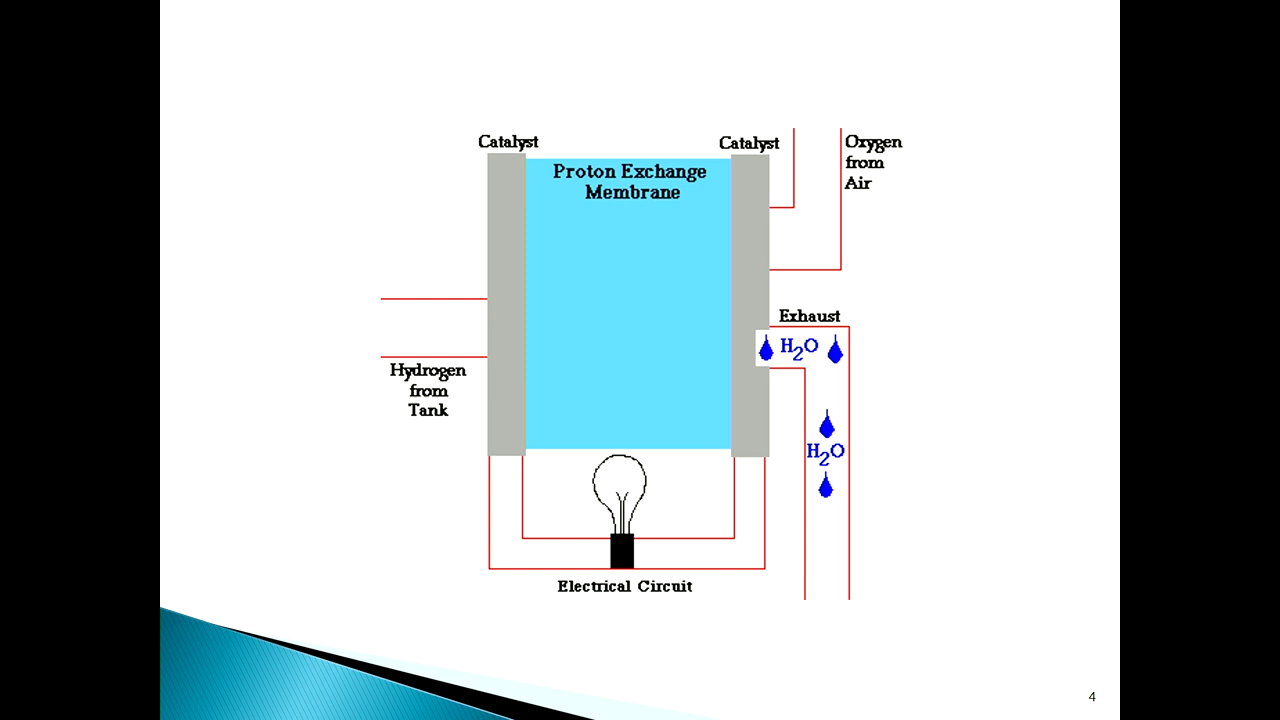 Catalyst
Catalyst
Oxygen
from
Air
Proton Exchange
Membrane
Exhaust
H2O
Hydrogen
from
Tank
H2O
Electrical Circuit
4